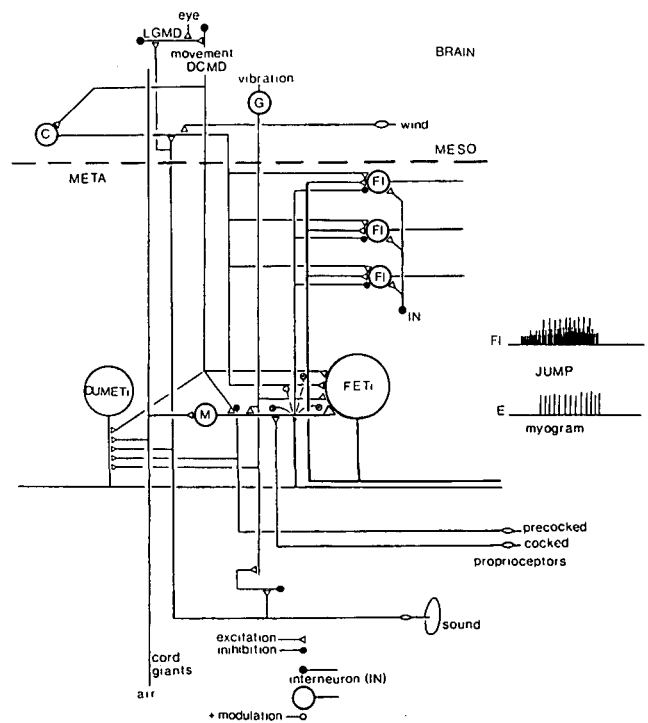 eye
LGMD
movement
DCMD
BRAIN
vibration
G
C
wind
MESO
META
FI
FI
FI
IN
FI
JUMP
E
myogram
DUMETi
FETi
M
precocked
cocked
proprioceptors
sound
excitation
inhibition
cord
giants
interneuron (IN)
air
+ modulation